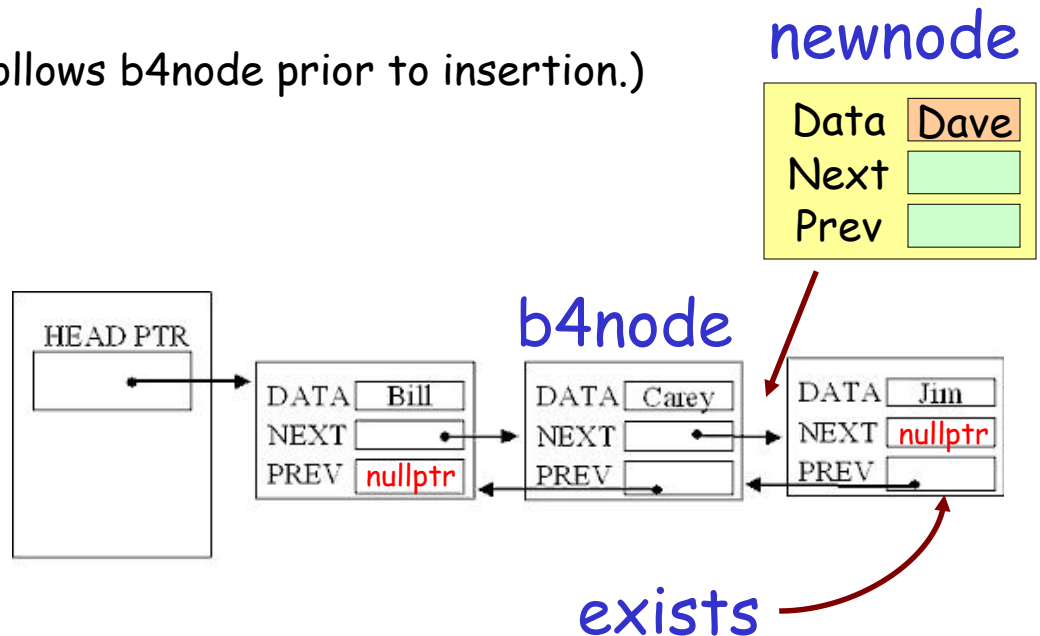 newnode
ollows b4node prior to insertion.)
Data Dave
Next
Prev
b4node
HEAD PTR
DATA Bill
NEXT
PREV nullptr
DATA Carey
NEXT
PREV
DATA Jim
NEXT nullptr
PREV
exists